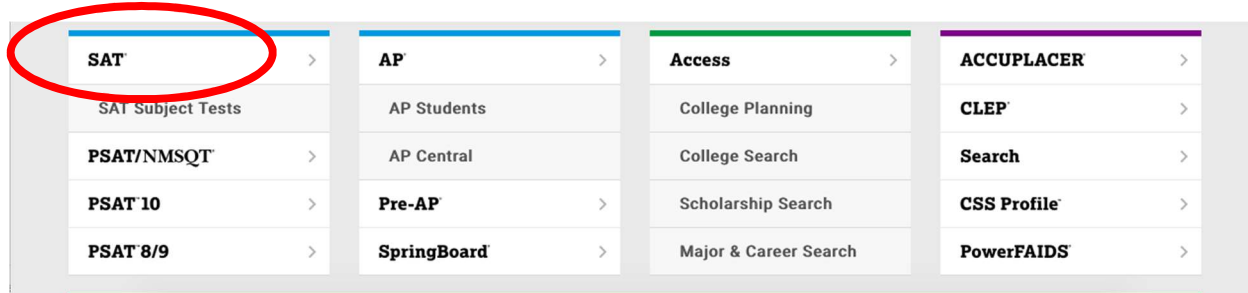 SAT
SAT Subject Tests
PSAT/NMSQT
PSAT 10
PSAT 8/9
AP
AP Students
AP Central
Pre-AP
SpringBoard
Access
College Planning
College Search
Scholarship Search
Major & Career Search
ACCUPLACER
CLEP
Search
CSS Profile
PowerFAIDS